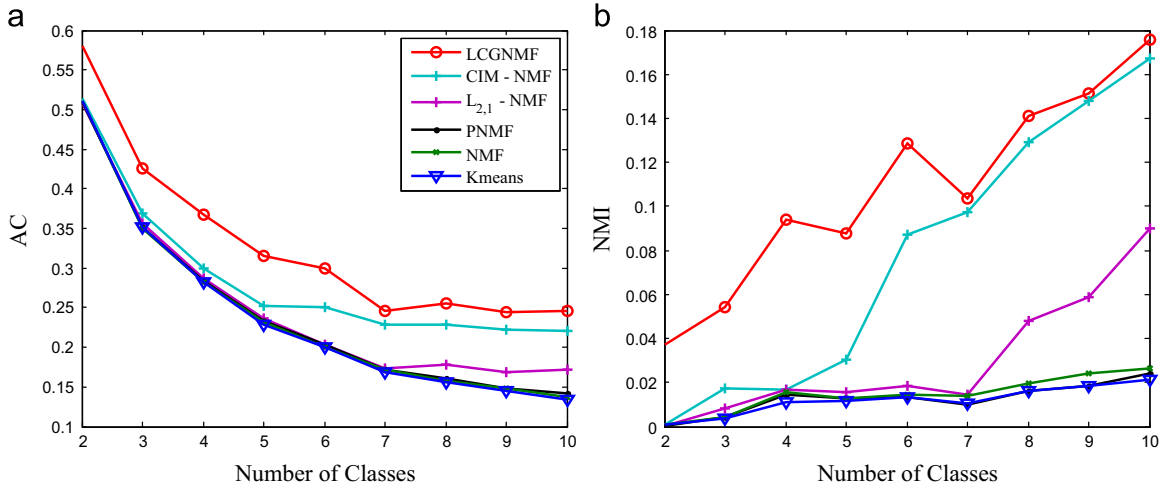 a
0.6
0.55
0.5
0.45
0.4
0.35
0.3
0.25
0.2
0.15
0.1
AC
LCGNMF
CIM - NMF
L2,1 - NMF
PNMF
NMF
Kmeans
2 3 4 5 6 7 8 9 10
Number of Classes
b
0.18
0.16
0.14
0.12
0.1
0.08
0.06
0.04
0.02
0
NMI
2 3 4 5 6 7 8 9 10
Number of Classes